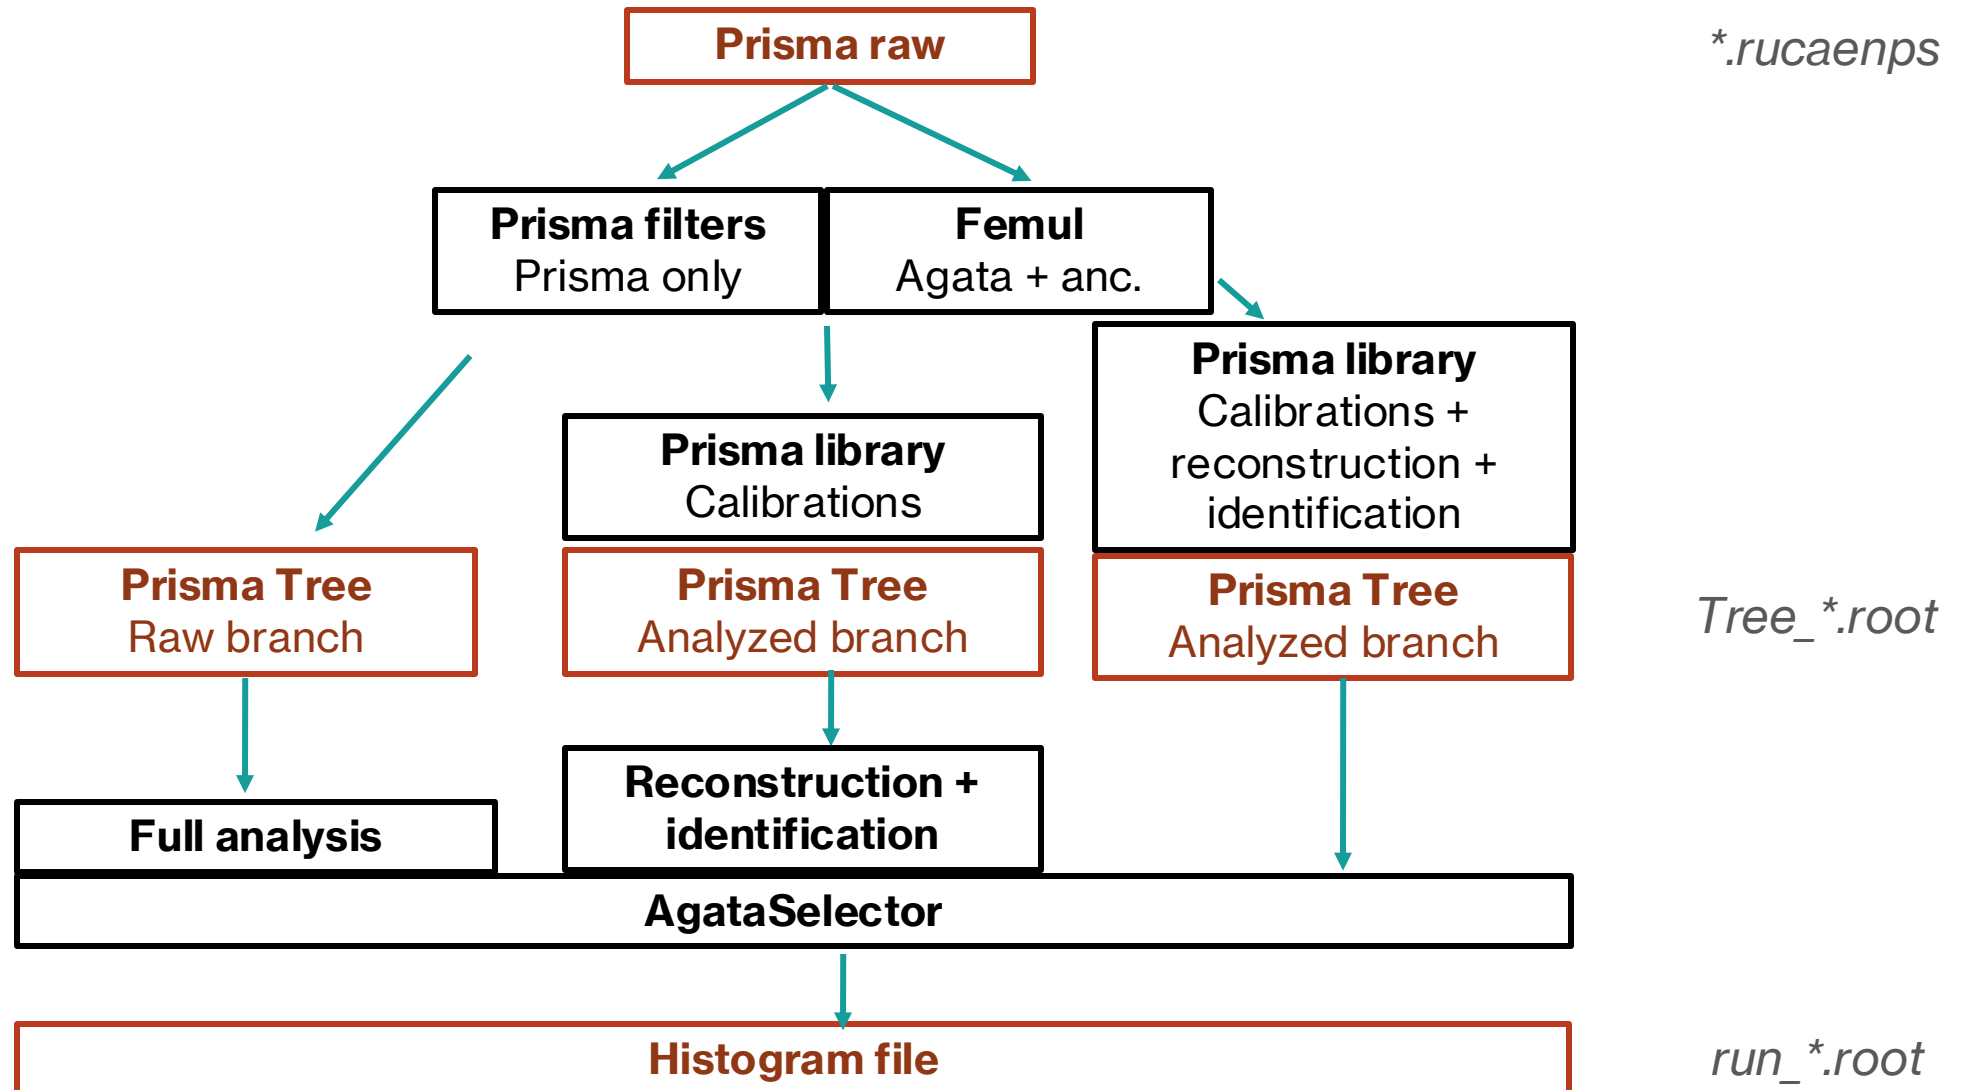 Prisma raw
*.rucaenps
Prisma filters
Prisma only
Femul
Agata + anc.
Prisma library
Calibrations +
reconstruction +
identification
Prisma library
Calibrations
Prisma Tree
Raw branch
Prisma Tree
Analyzed branch
Prisma Tree
Analyzed branch
Tree_*.root
Full analysis
Reconstruction +
identification
AgataSelector
Histogram file
run_*.root